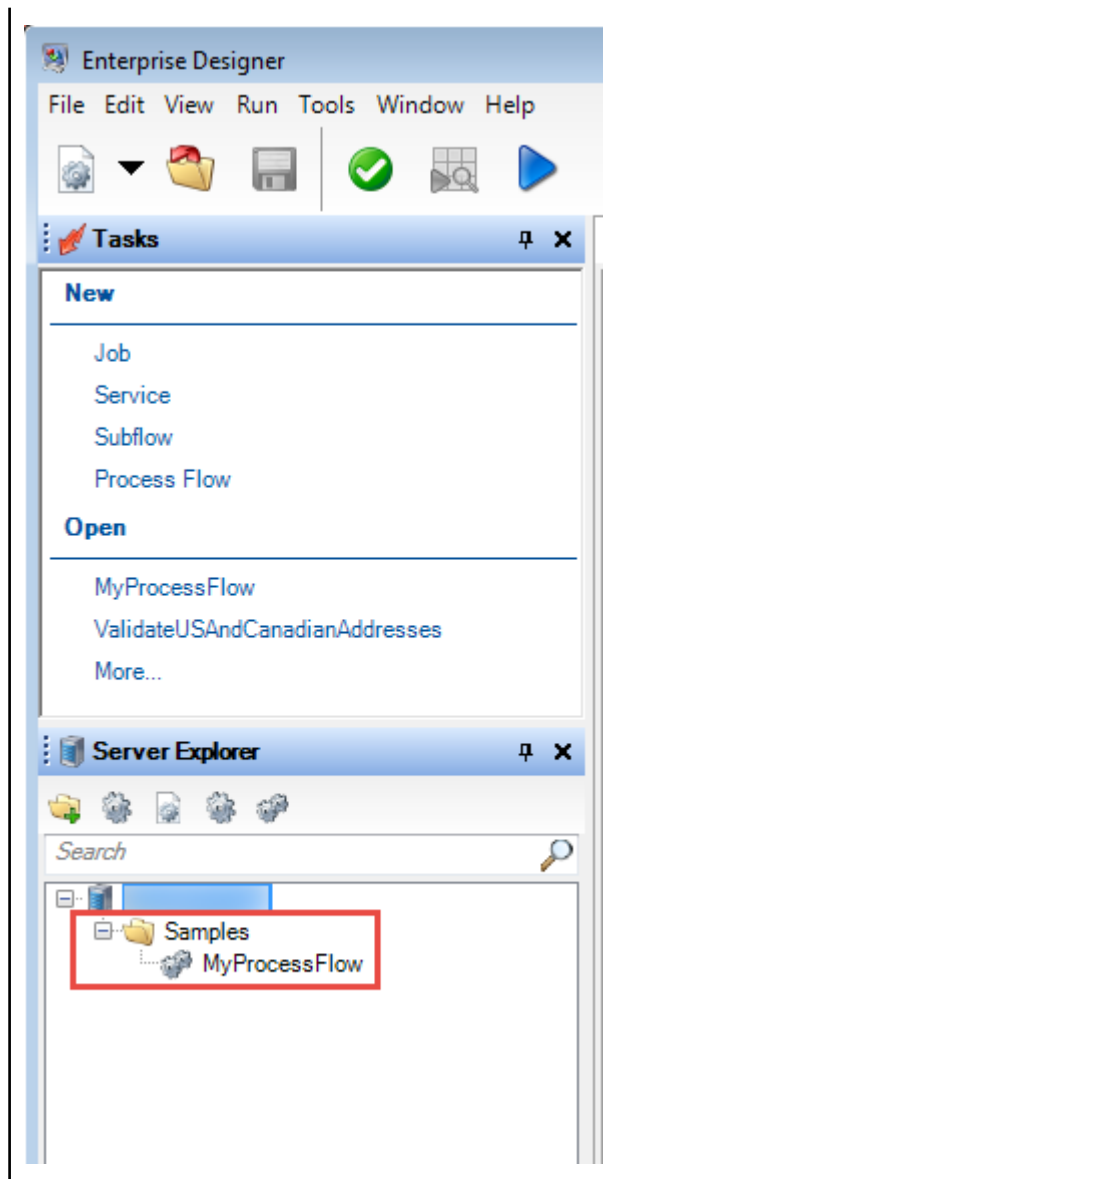 Enterprise Designer
File Edit View Run Tools Window Help
Tasks
New
Job
Service
Subflow
Process Flow
Open
MyProcessFlow
ValidateUSAndCanadianAddresses
More...
Server Explorer
Search
Samples
MyProcessFlow